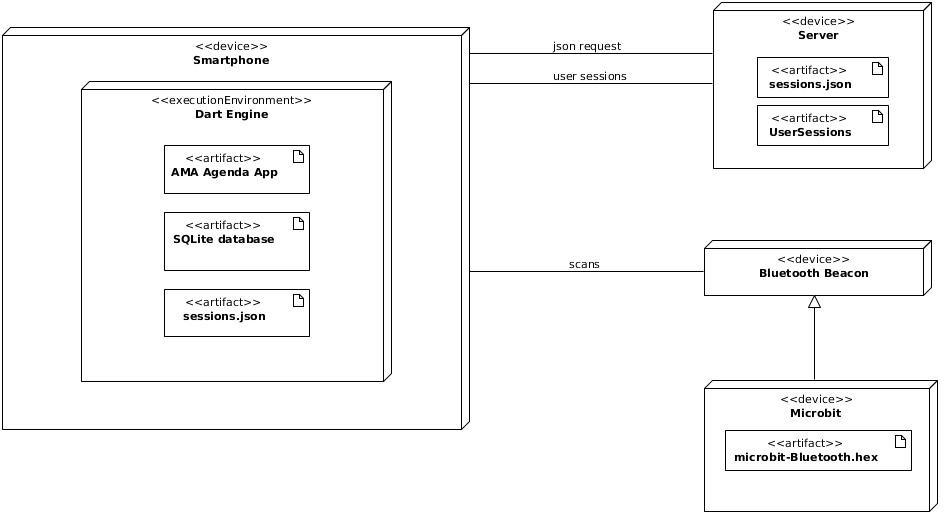 <<device>>
Smartphone
<<executionEnvironment>>
Dart Engine
<<artifact>>
AMA Agenda App
<<artifact>>
SQLite database
<<artifact>>
sessions.json
json request
user sessions
scans
<<device>>
Server
<<artifact>>
sessions.json
<<artifact>>
UserSessions
<<device>>
Bluetooth Beacon
<<device>>
Microbit
<<artifact>>
microbit-Bluetooth.hex